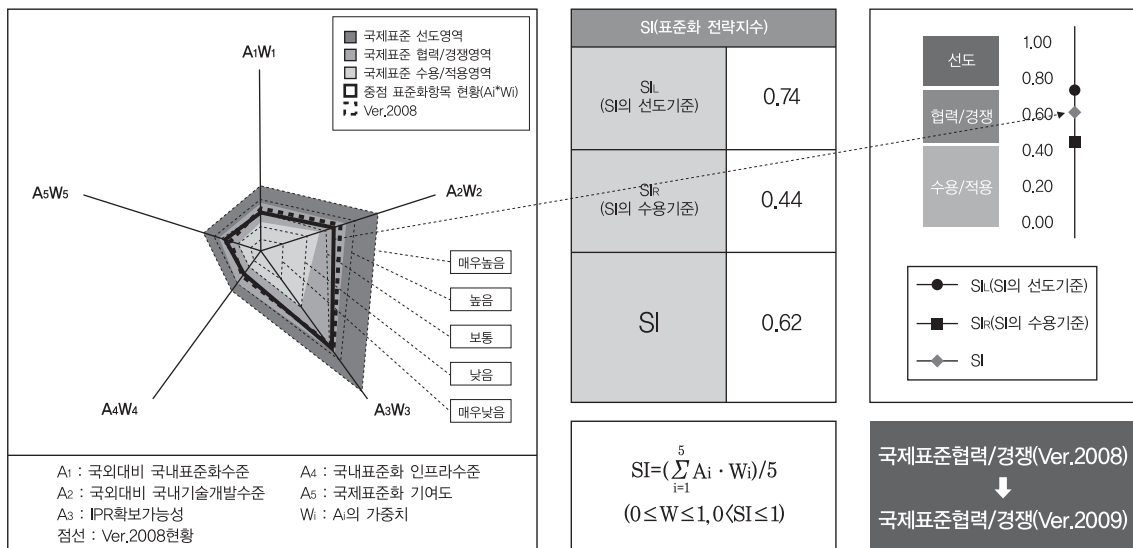 A₁W₁
A₂W₂
A₃W₃
A₄W₄
A₅W₅
국제표준 선도영역
국제표준 협력/경쟁영역
국제표준 수용/적용영역
중점 표준화항목 현황(Ai*Wi)
Ver.2008
매우높음
높음
보통
낮음
매우낮음
A₁ : 국외대비 국내표준화수준
A₂ : 국외대비 국내기술개발수준
A₃ : IPR확보가능성
점선 : Ver.2008현황
A₄ : 국내표준화 인프라수준
A₅ : 국제표준화 기여도
Wᵢ : Aᵢ의 가중치
SI(표준화 전략지수)
SIL
(SI의 선도기준)
0.74
SIR
(SI의 수용기준)
0.44
SI
0.62
SI=(∑Ai · Wi)/5
5
i=1
(0≤W≤1, 0〈SI≤1)
선도
협력/경쟁
수용/적용
1.00
0.80
0.60
0.40
0.20
0.00
SIL(SI의 선도기준)
SIR(SI의 수용기준)
SI
국제표준협력/경쟁(Ver.2008)
국제표준협력/경쟁(Ver.2009)